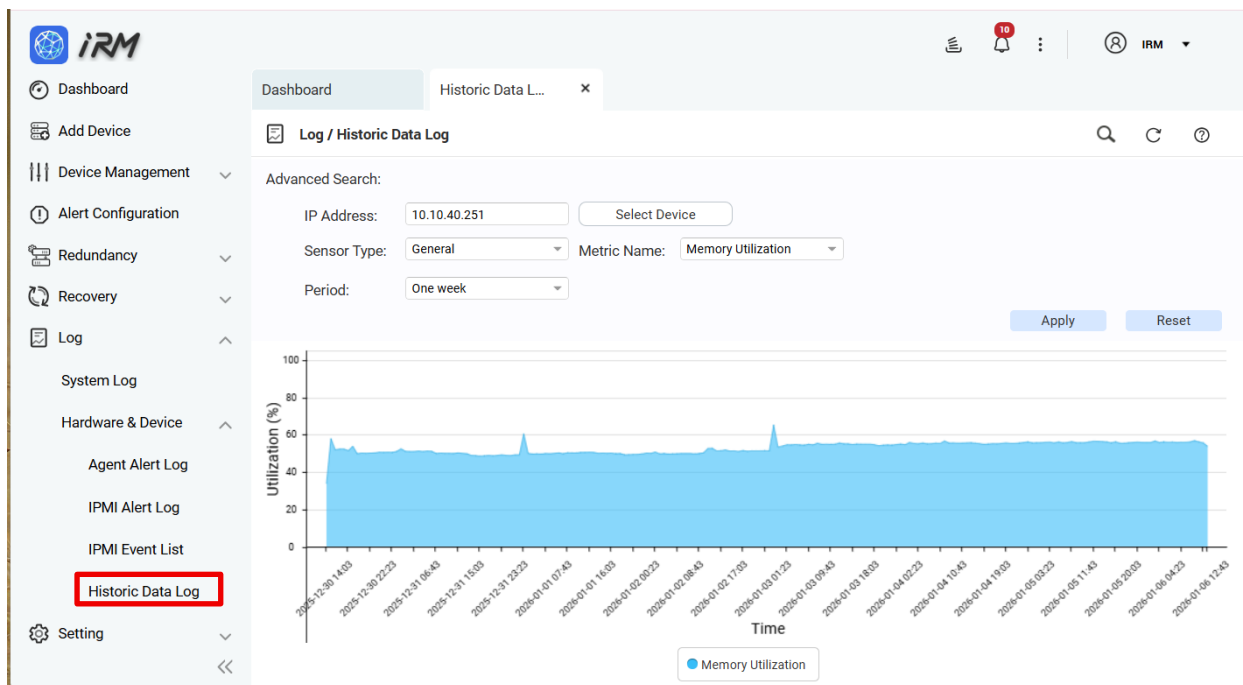 iRM
10
IRM
Dashboard
Add Device
Device Management
Alert Configuration
Redundancy
Recovery
Log
System Log
Hardware & Device
Agent Alert Log
IPMI Alert Log
IPMI Event List
Historic Data Log
Setting
Dashboard
Historic Data L...
Log / Historic Data Log
Advanced Search:
IP Address: 10.10.40.251 Select Device
Sensor Type: General Metric Name: Memory Utilization
Period: One week
Apply Reset
Utilization (%)
100
80
60
40
20
0
2025-12-30 14:03
2025-12-30 22:23
2025-12-31 06:43
2025-12-31 15:03
2025-12-31 23:23
2026-01-01 07:43
2026-01-01 16:03
2026-01-02 00:23
2026-01-02 08:43
2026-01-02 17:03
2026-01-03 01:23
2026-01-03 09:43
2026-01-03 18:03
2026-01-04 02:23
2026-01-04 10:43
2026-01-04 19:03
2026-01-05 03:23
2026-01-05 11:43
2026-01-05 20:03
2026-01-06 04:23
2026-01-06 12:43
Time
Memory Utilization